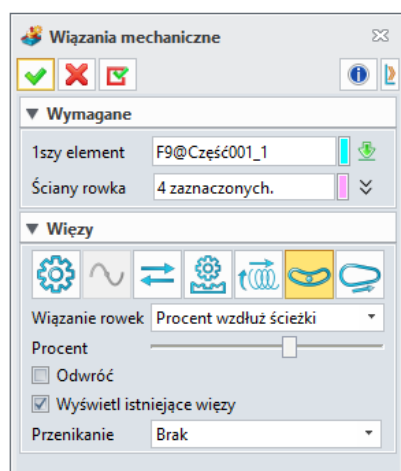 Wiązania mechaniczne
Wymagane
1szy element F9@Część001_1
Ściany rowka 4 zaznaczonych.
Więzy
Wiązanie rowek Procent wzdłuż ścieżki
Procent
Odwróć
Wyświetl istniejące więzy
Przenikanie Brak